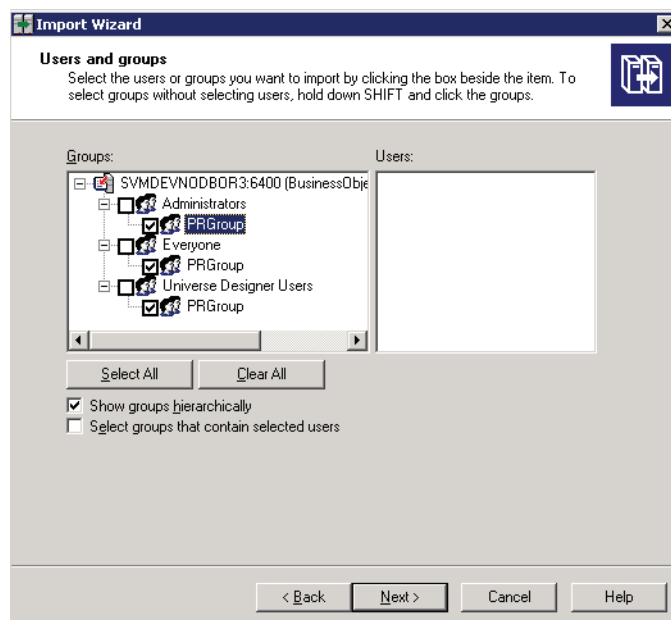 Import Wizard
Users and groups
Select the users or groups you want to import by clicking the box beside the item. To
select groups without selecting users, hold down SHIFT and click the groups.
Groups:
Users:
SVMDEVNODBOR3:6400 (BusinessObje
Administrators
PRGroup
Everyone
PRGroup
Universe Designer Users
PRGroup
Select All
Clear All
Show groups hierarchically
Select groups that contain selected users
< Back
Next >
Cancel
Help